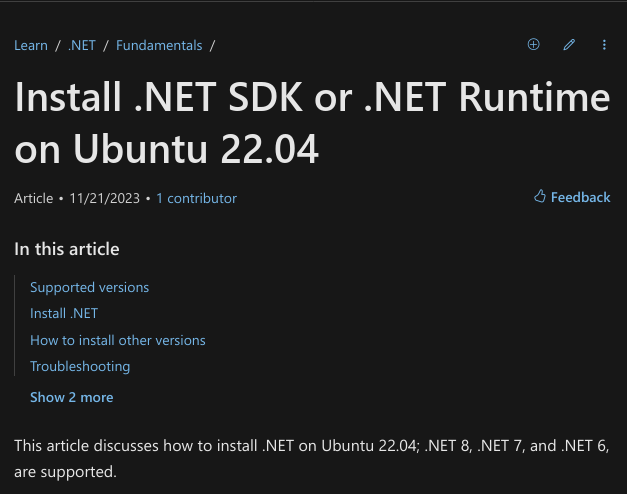 Learn / .NET / Fundamentals /
Install .NET SDK or .NET Runtime
on Ubuntu 22.04
Article • 11/21/2023 • 1 contributor
Feedback
In this article
Supported versions
Install .NET
How to install other versions
Troubleshooting
Show 2 more
This article discusses how to install .NET on Ubuntu 22.04; .NET 8, .NET 7, and .NET 6,
are supported.